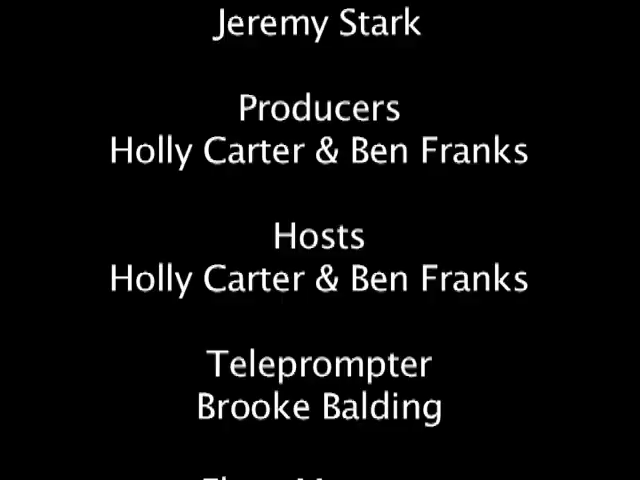 Jeremy Stark
Producers
Holly Carter & Ben Franks
Hosts
Holly Carter & Ben Franks
Teleprompter
Brooke Balding